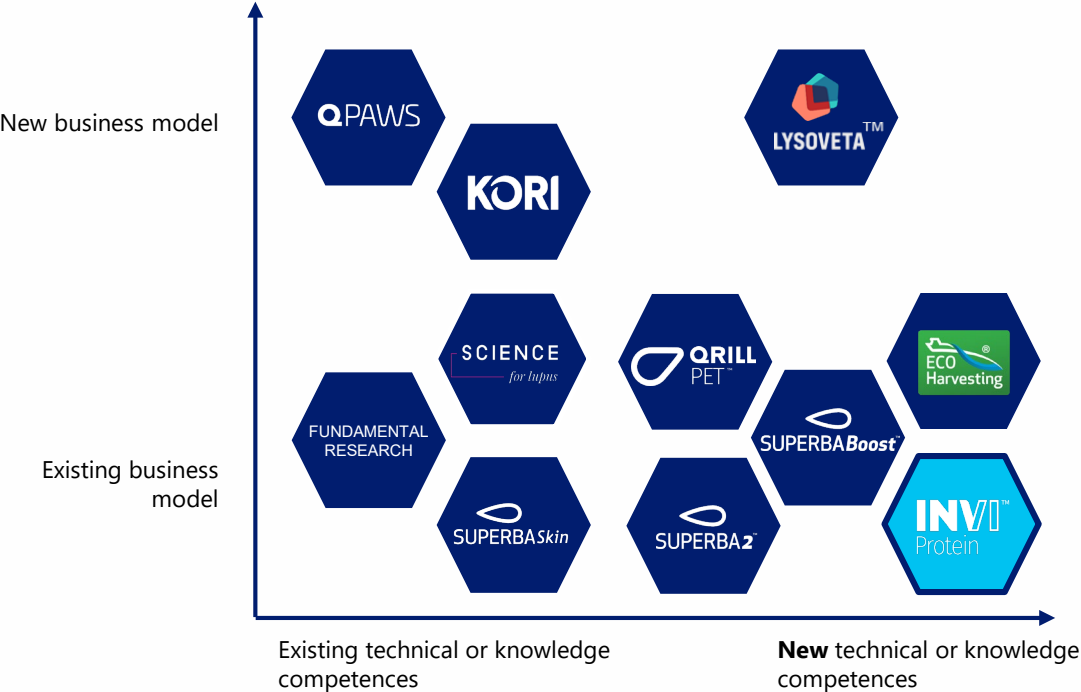 New business model
QPAWS
KORI
LYSOVETA™
SCIENCE
for lupus
QRILL
PET™
ECO
Harvesting
®
FUNDAMENTAL
RESEARCH
SUPERBABoost™
Existing business
model
SUPERBASkin
SUPERBA2™
INVI™
Protein
Existing technical or knowledge
competences
New technical or knowledge
competences